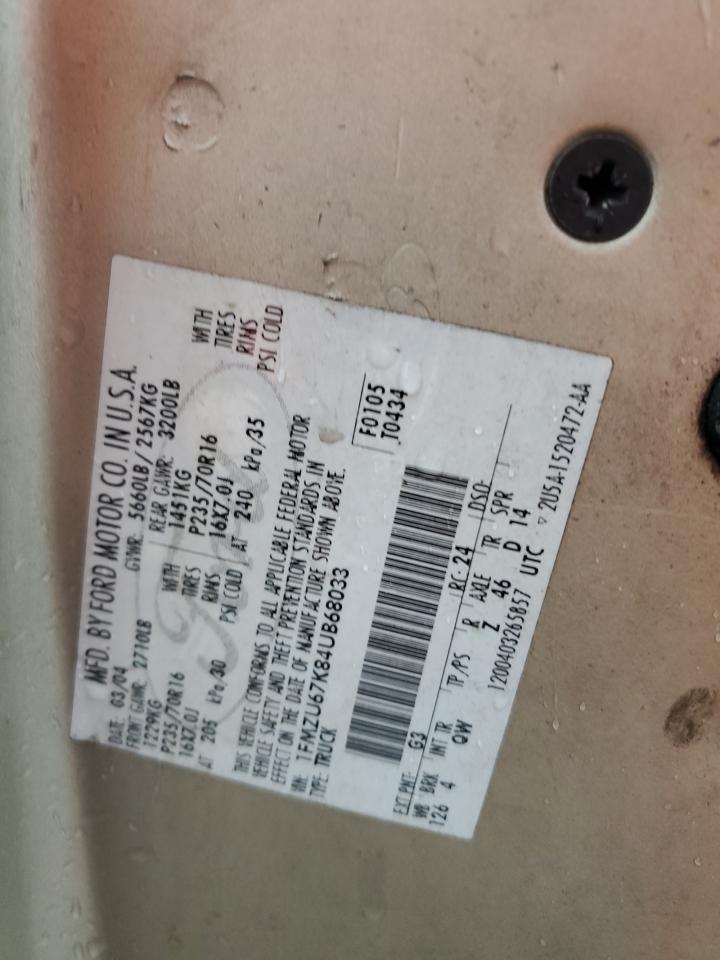 MFD. BY FORD MOTOR CO. IN U.S.A.
DATE: 03/04 GVWR: 5660LB/ 2567KG
FRONT GAWR: 2710LB REAR GAWR: 3200LB
1229KG WITH 1451KG WITH
P235/70R16 TIRES P235/70R16 TIRES
16X7.0J RIMS 16X7.0J RIMS
AT 205 kPa/30 PSI COLD AT 240 kPa/35 PSI COLD
THIS VEHICLE CONFORMS TO ALL APPLICABLE FEDERAL MOTOR
VEHICLE SAFETY AND THEFT PREVENTION STANDARDS IN
EFFECT ON THE DATE OF MANUFACTURE SHOWN ABOVE.
VIN: 1FMZU67K84UB68033
TYPE: TRUCK
F0105
T0434
EXT PNT: G3 RC: 24 DSO:
WB BRK INT TR TP/PS R AXLE TR SPR
126 4 QW Z 46 D 14
1200403265857 UTC ▽ 2U5A-1520472-AA
Ford